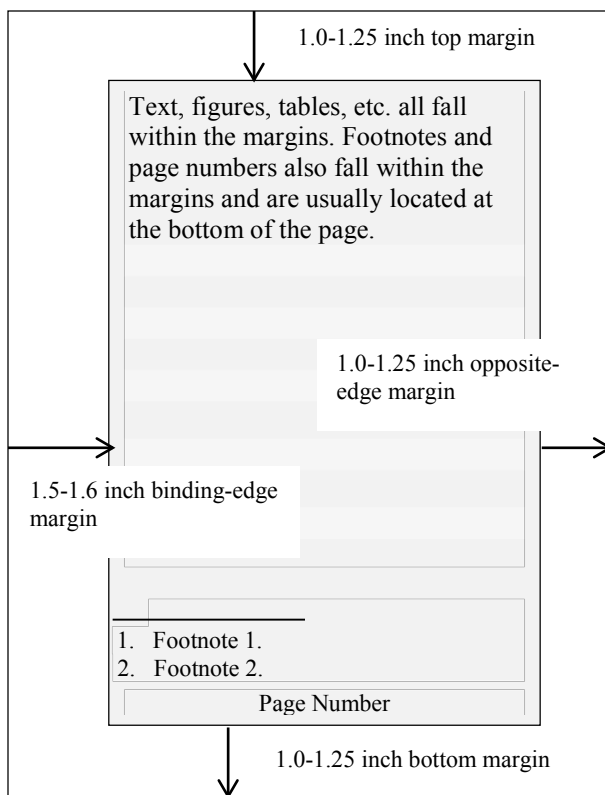 1.0-1.25 inch top margin
Text, figures, tables, etc. all fall
within the margins. Footnotes and
page numbers also fall within the
margins and are usually located at
the bottom of the page.
1.0-1.25 inch opposite-
edge margin
1.5-1.6 inch binding-edge
margin
1. Footnote 1.
2. Footnote 2.
Page Number
1.0-1.25 inch bottom margin